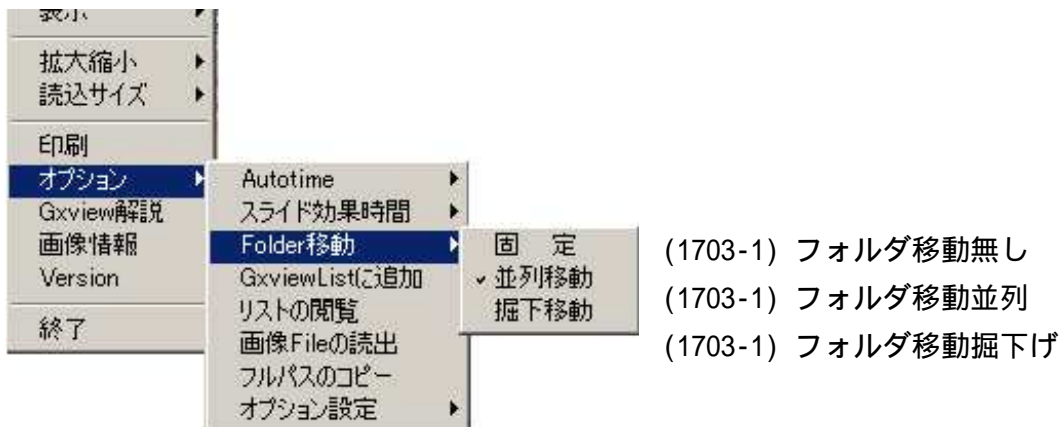 表示
拡大縮小
読込サイズ
印刷
オプション
Gxview解説
画像情報
Version
終了
Autotime
スライド効果時間
Folder移動
GxviewListに追加
リストの閲覧
画像Fileの読出
フルパスのコピー
オプション設定
固 定
並列移動
掘下移動
(1703-1) フォルダ移動無し
(1703-1) フォルダ移動並列
(1703-1) フォルダ移動掘下げ